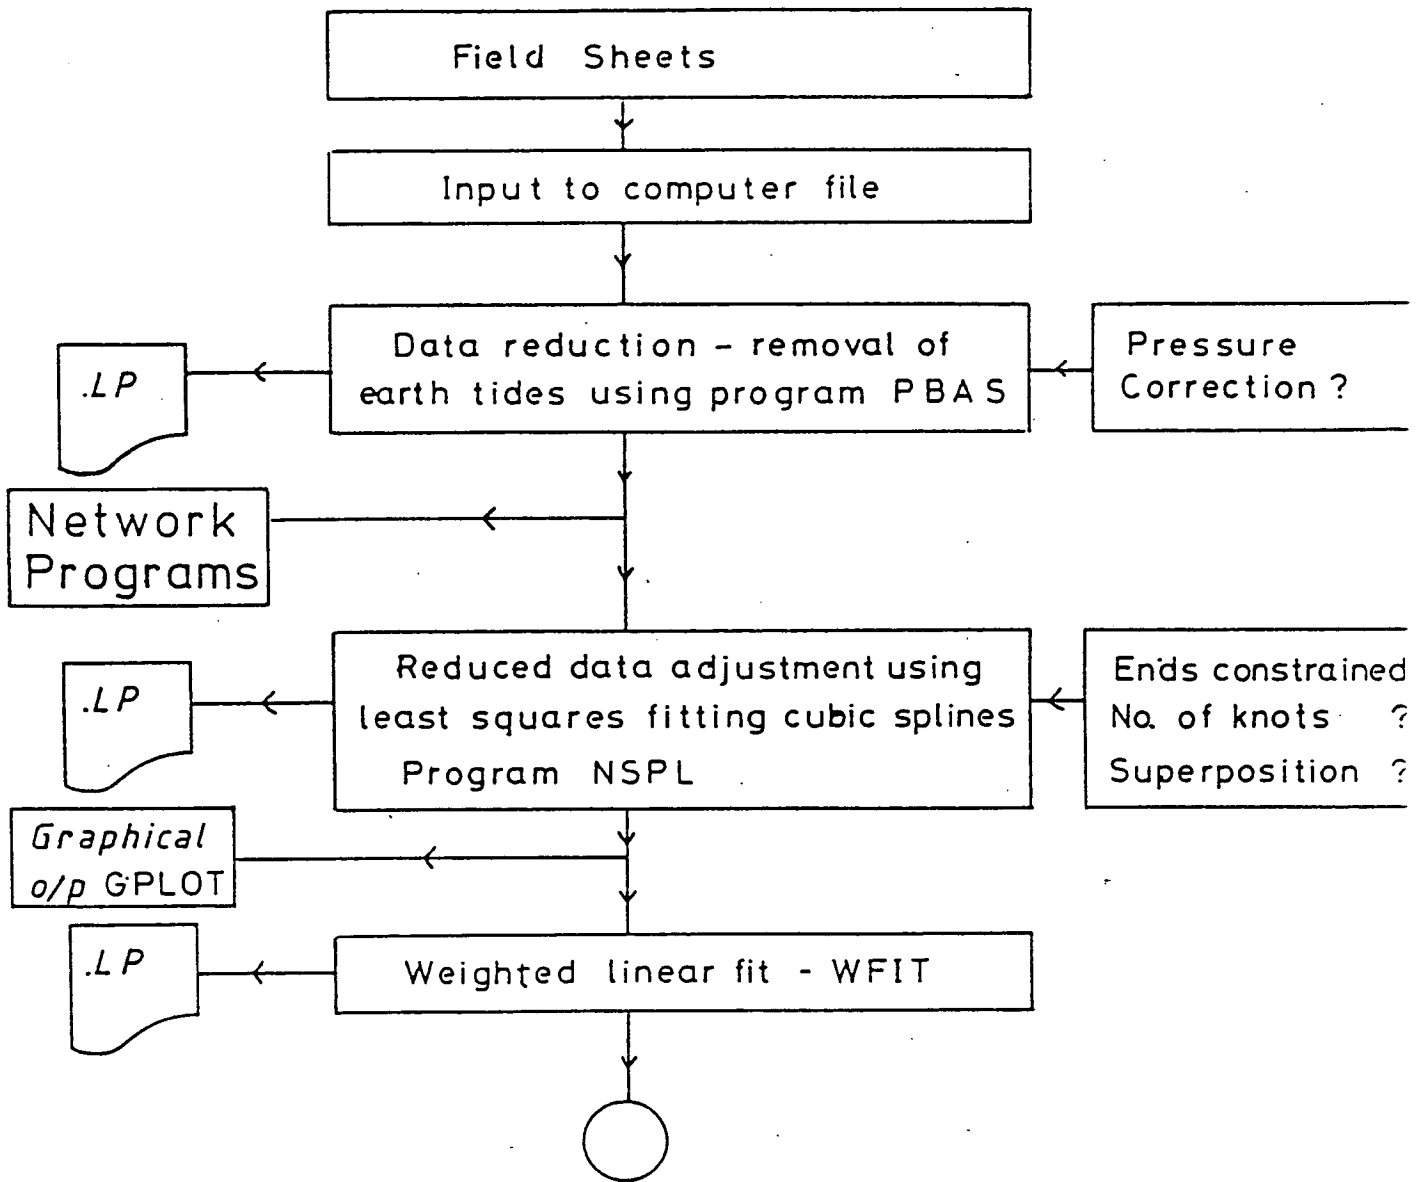 Field Sheets
Input to computer file
Data reduction – removal of
earth tides using program PBAS
Pressure
Correction ?
.LP
Network
Programs
Reduced data adjustment using
least squares fitting cubic splines
Program NSPL
Ends constrained
No. of knots ?
Superposition ?
.LP
Graphical
o/p GPLOT
Weighted linear fit - WFIT
.LP